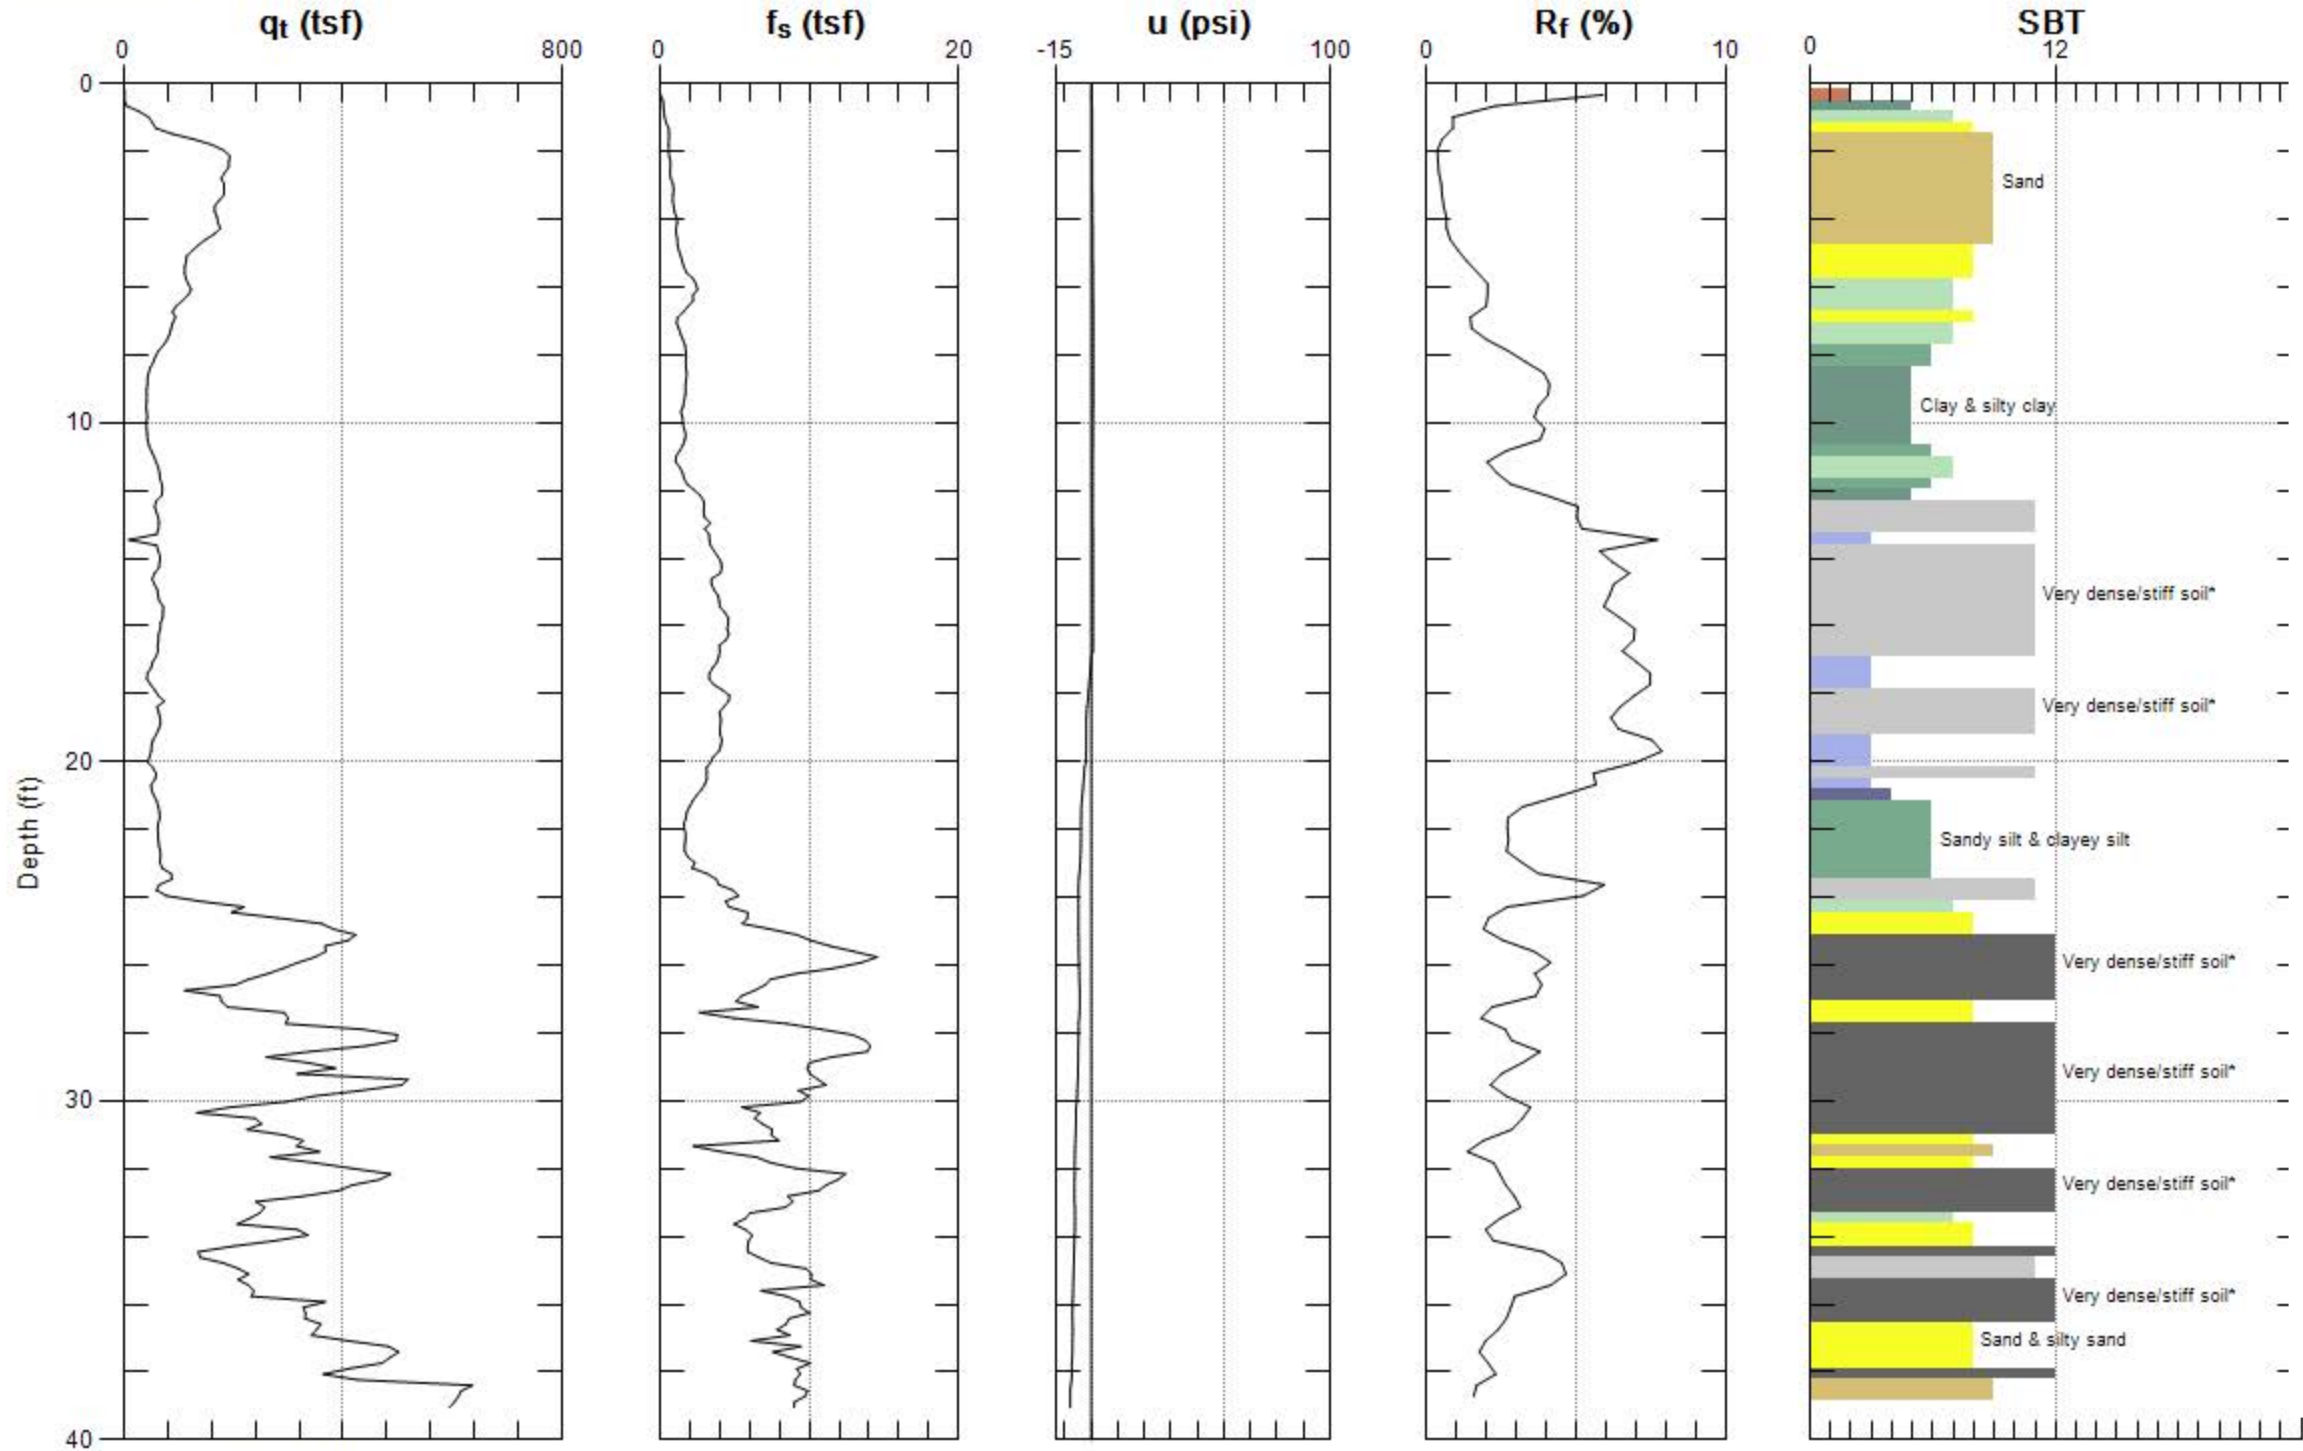 qt (tsf)
fs (tsf)
u (psi)
Rf (%)
SBT
0
800
0
20
-15
100
0
10
0
12
0
Sand
10
Clay & silty clay
Very dense/stiff soil*
Very dense/stiff soil*
20
Depth (ft)
Sandy silt & clayey silt
Very dense/stiff soil*
Very dense/stiff soil*
30
Very dense/stiff soil*
Very dense/stiff soil*
Sand & silty sand
40